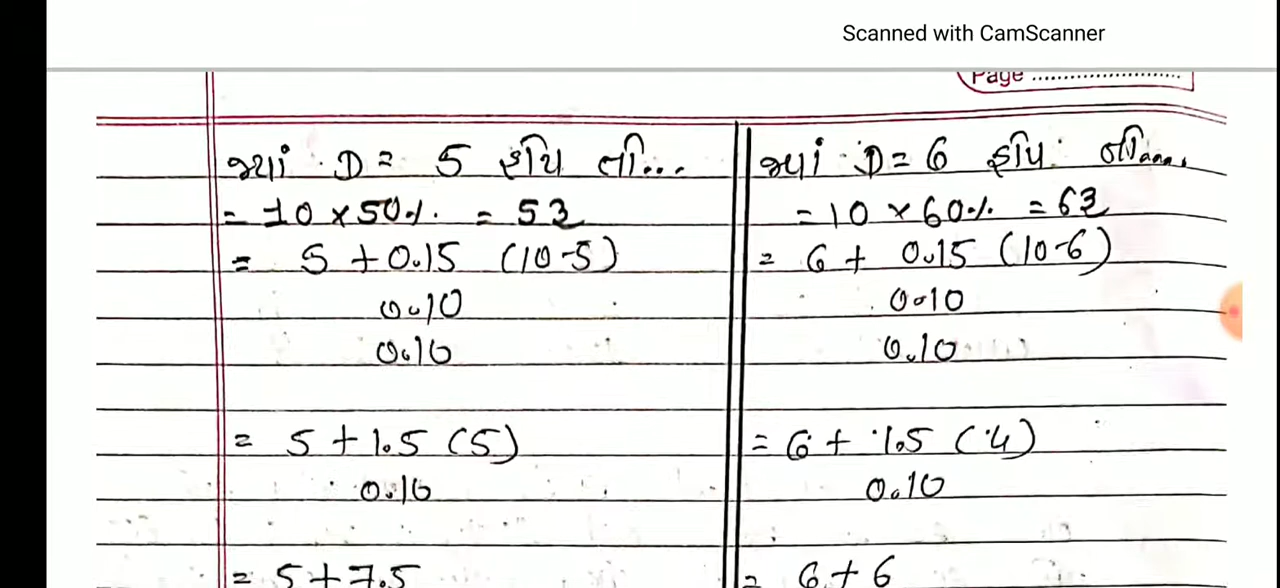 Scanned with CamScanner
Page
જ્યાં D = 5 હોય તો...
= 10 x 50% = 5રૂ
= 5 + 0.15 (10-5)
0.10
0.10
= 5 + 1.5 (5)
0.10
= 5 + 7.5
જ્યાં D = 6 હોય તો....
= 10 x 60% = 6રૂ
= 6 + 0.15 (10-6)
0.10
0.10
= 6 + 1.5 (4)
0.10
= 6 + 6